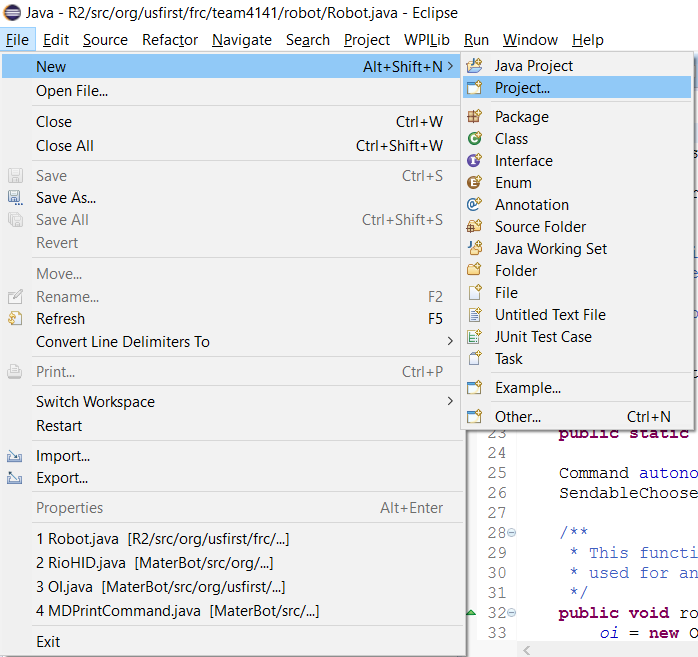 Java - R2/src/org/usfirst/frc/team4141/robot/Robot.java - Eclipse
File Edit Source Refactor Navigate Search Project WPILib Run Window Help
New Alt+Shift+N >
Open File...
Close Ctrl+W
Close All Ctrl+Shift+W
Save Ctrl+S
Save As...
Save All Ctrl+Shift+S
Revert
Move...
Rename... F2
Refresh F5
Convert Line Delimiters To >
Print... Ctrl+P
Switch Workspace >
Restart
Import...
Export...
Properties Alt+Enter
1 Robot.java [R2/src/org/usfirst/frc/...]
2 RioHID.java [MaterBot/src/org/...]
3 OI.java [MaterBot/src/org/usfirst/...]
4 MDPrintCommand.java [MaterBot/src/...]
Exit
Java Project
Project...
Package
Class
Interface
Enum
Annotation
Source Folder
Java Working Set
Folder
File
Untitled Text File
JUnit Test Case
Task
Example...
Other... Ctrl+N
23 public static
24
25 Command autono
26 SendableChoose
27
28 /**
29 * This functi
30 * used for an
31 */
32 public void ro
33 oi = new O